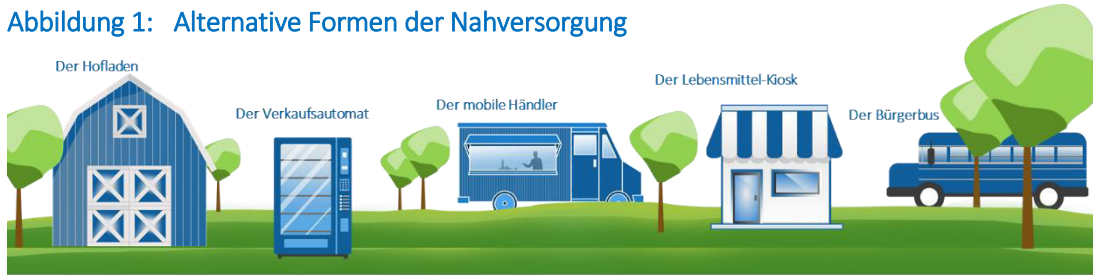 Abbildung 1: Alternative Formen der Nahversorgung
Der Hofladen
Der Verkaufsautomat
Der mobile Händler
Der Lebensmittel-Kiosk
Der Bürgerbus